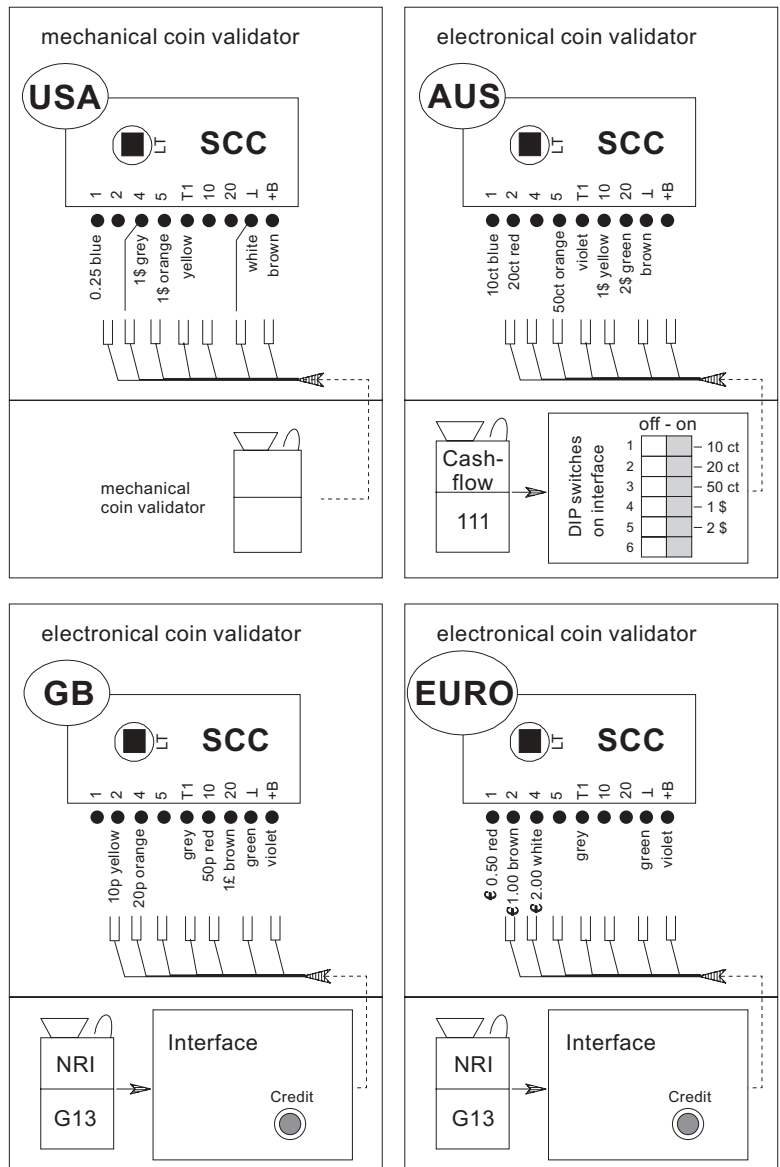 mechanical coin validator
USA
LT
SCC
1 2 4 5 T1 10 20 ⊥ +B
0.25 blue
1$ grey
1$ orange
yellow
white
brown
mechanical
coin validator
electronical coin validator
AUS
LT
SCC
1 2 4 5 T1 10 20 ⊥ +B
10ct blue
20ct red
50ct orange
violet
1$ yellow
2$ green
brown
Cash-
flow
111
DIP switches
on interface
off - on
1 10 ct
2 20 ct
3 50 ct
4 1 $
5 2 $
6
electronical coin validator
GB
LT
SCC
1 2 4 5 T1 10 20 ⊥ +B
10p yellow
20p orange
grey
50p red
1£ brown
green
violet
NRI
G13
Interface
Credit
electronical coin validator
EURO
LT
SCC
1 2 4 5 T1 10 20 ⊥ +B
€ 0.50 red
€ 1.00 brown
€ 2.00 white
grey
green
violet
NRI
G13
Interface
Credit